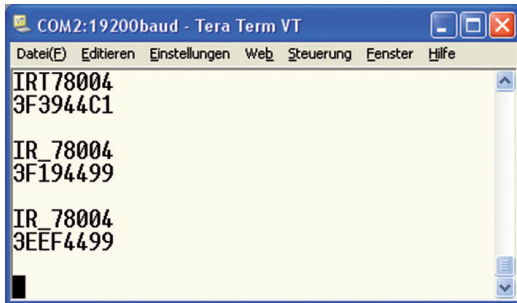 COM2:19200baud - Tera Term VT
Datei(F) Editieren Einstellungen Web Steuerung Fenster Hilfe
IRT78004
3F3944C1
IR_78004
3F194499
IR_78004
3EEF4499